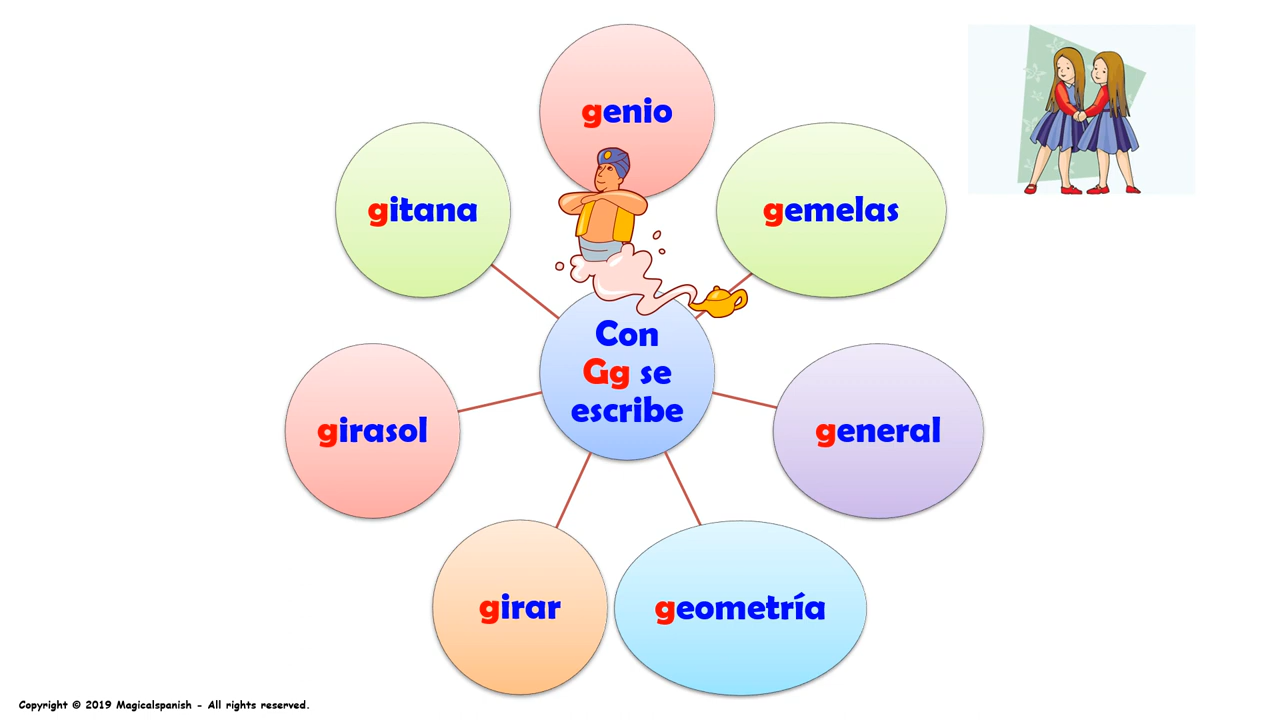 genio
gitana
gemelas
Con
Gg se
escribe
girasol
general
girar
geometría
Copyright © 2019 Magicalspanish - All rights reserved.